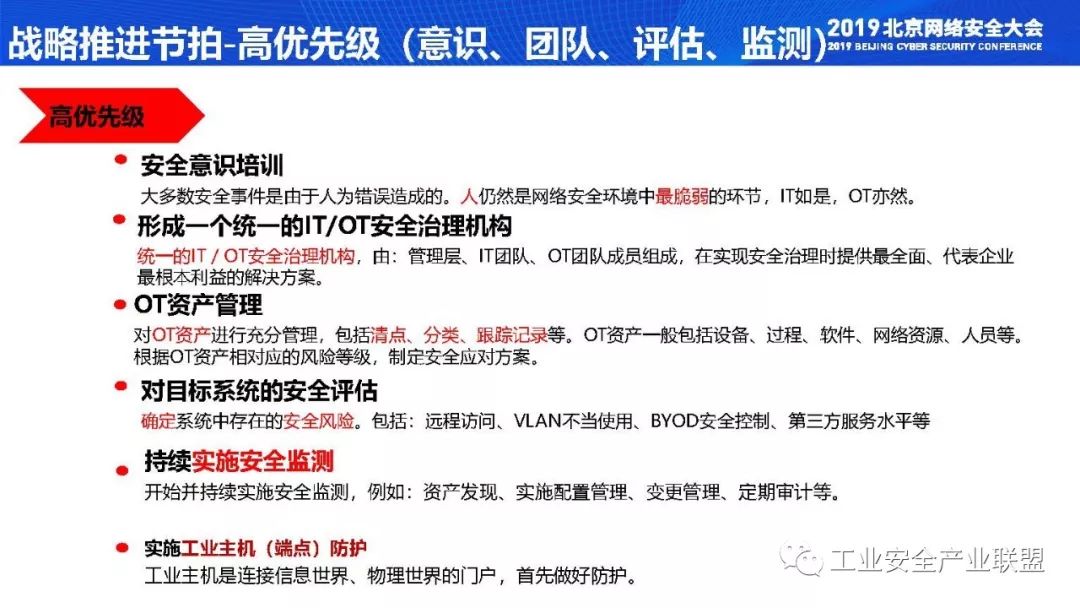 战略推进节拍-高优先级（意识、团队、评估、监测）
2019北京网络安全大会
2019 BEIJING CYBER SECURITY CONFERENCE
高优先级
安全意识培训
大多数安全事件是由于人为错误造成的。人仍然是网络安全环境中最脆弱的环节，IT如是，OT亦然。
形成一个统一的IT/OT安全治理机构
统一的IT / OT安全治理机构，由：管理层、IT团队、OT团队成员组成，在实现安全治理时提供最全面、代表企业
最根本利益的解决方案。
OT资产管理
对OT资产进行充分管理，包括清点、分类、跟踪记录等。OT资产一般包括设备、过程、软件、网络资源、人员等。
根据OT资产相对应的风险等级，制定安全应对方案。
对目标系统的安全评估
确定系统中存在的安全风险。包括：远程访问、VLAN不当使用、BYOD安全控制、第三方服务水平等
持续实施安全监测
开始并持续实施安全监测，例如：资产发现、实施配置管理、变更管理、定期审计等。
实施工业主机（端点）防护
工业主机是连接信息世界、物理世界的门户，首先做好防护。
工业安全产业联盟